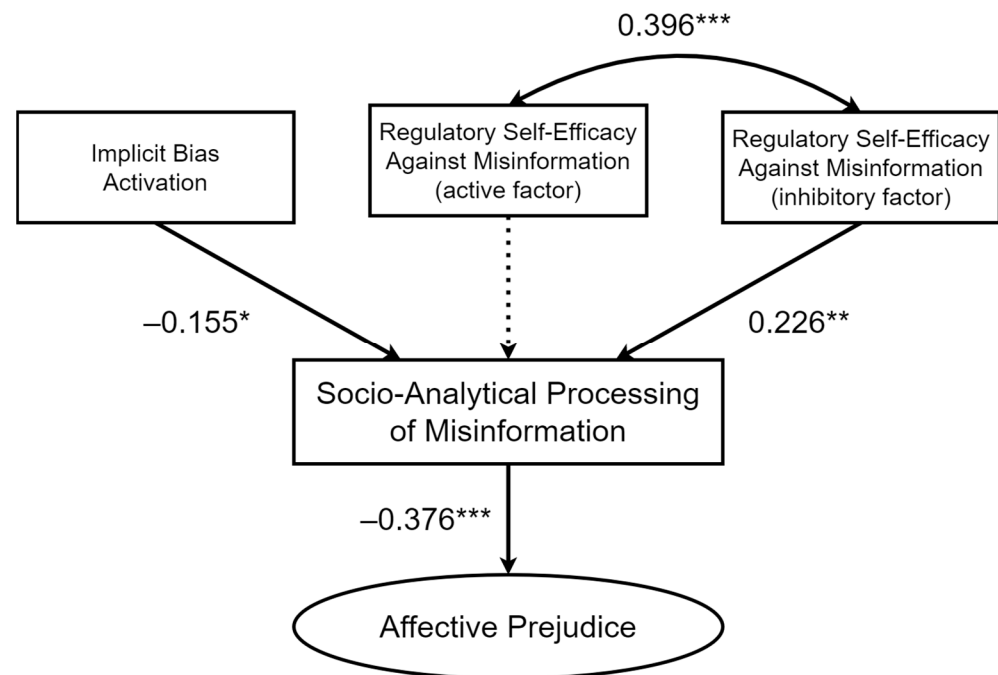 0.396***
Implicit Bias
Activation
Regulatory Self-Efficacy
Against Misinformation
(active factor)
Regulatory Self-Efficacy
Against Misinformation
(inhibitory factor)
–0.155*
0.226**
Socio-Analytical Processing
of Misinformation
–0.376***
Affective Prejudice